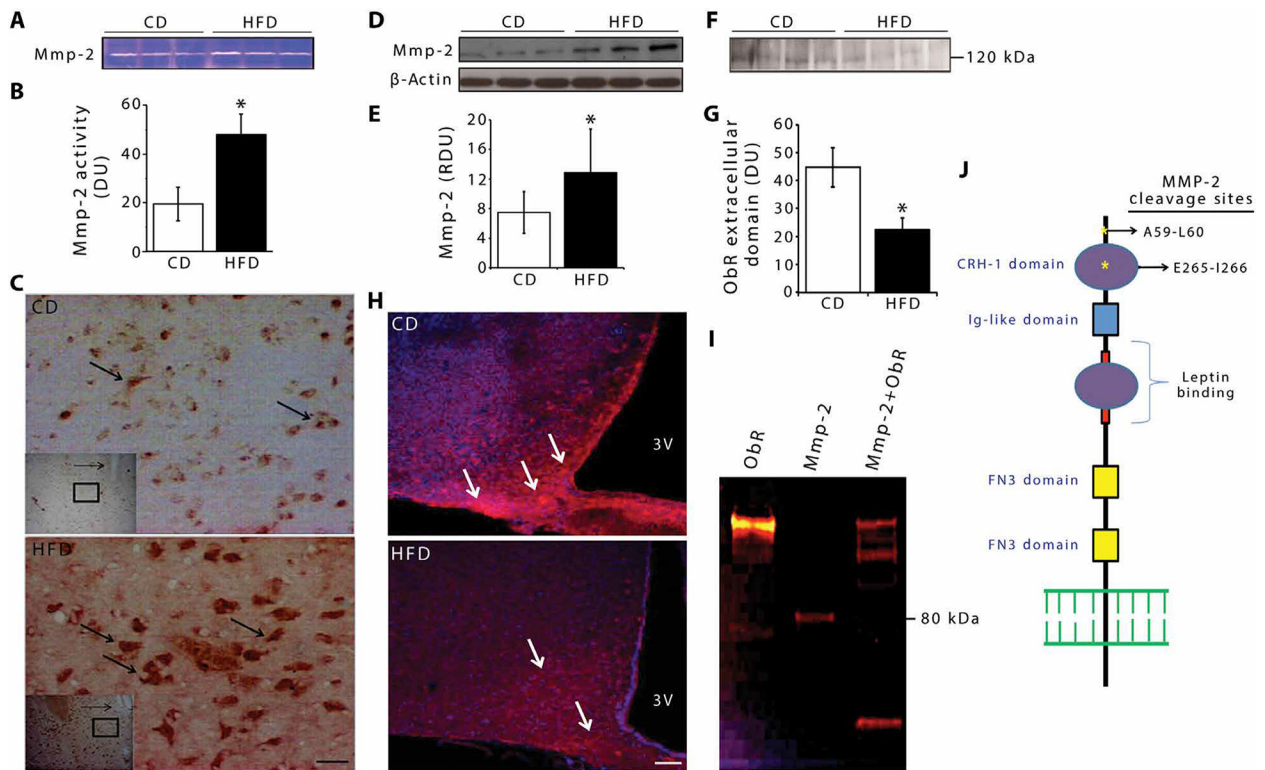 A
CD
HFD
Mmp-2
B
Mmp-2 activity
(DU)
60
40
20
0
*
CD
HFD
C
CD
HFD
D
CD
HFD
Mmp-2
β-Actin
E
Mmp-2 (RDU)
20
16
12
8
4
0
*
CD
HFD
F
CD
HFD
120 kDa
G
ObR extracellular
domain (DU)
60
50
40
30
20
10
0
*
CD
HFD
H
CD
3V
HFD
3V
I
ObR
Mmp-2
Mmp-2+ObR
80 kDa
J
MMP-2
cleavage sites
*
A59-L60
CRH-1 domain
*
E265-I266
Ig-like domain
Leptin
binding
FN3 domain
FN3 domain